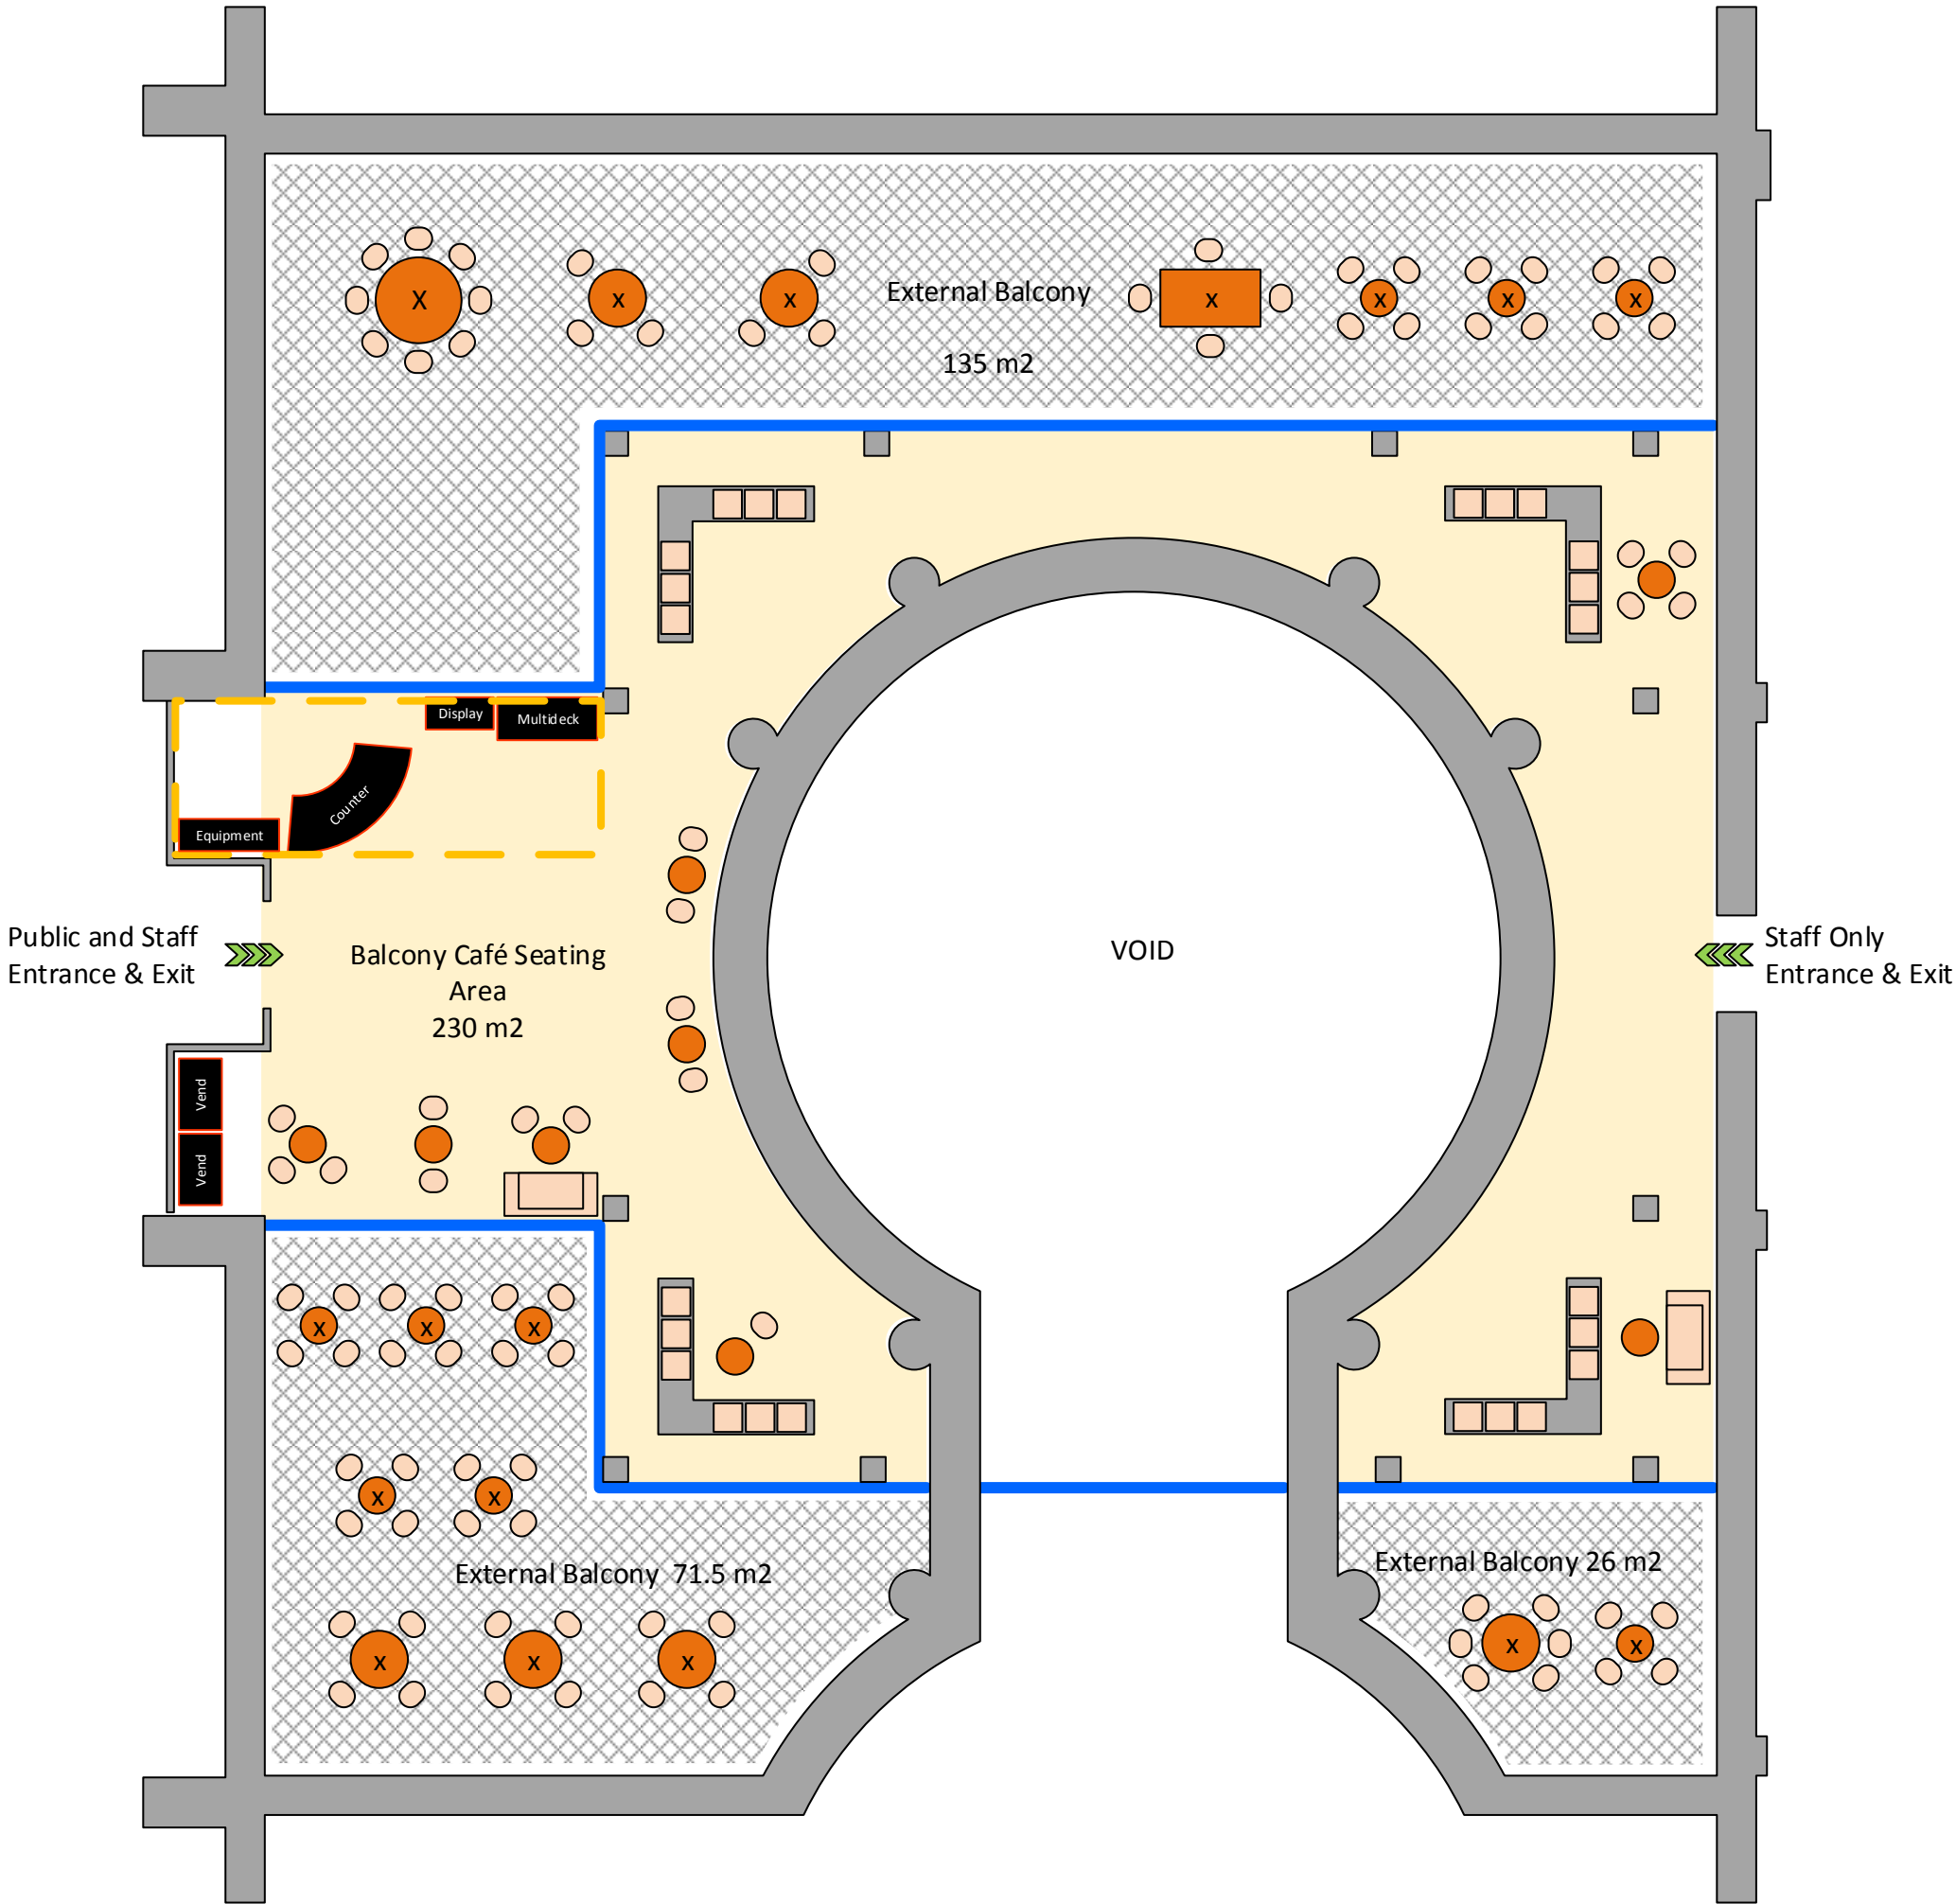 X
x
x
External Balcony
x
x
x
x
135 m2
Display
Multideck
Counter
Equipment
Public and Staff
Entrance & Exit
Balcony Café Seating
Area
230 m2
VOID
Staff Only
Entrance & Exit
Vend
Vend
x
x
x
x
x
External Balcony 71.5 m2
External Balcony 26 m2
x
x
x
x
x